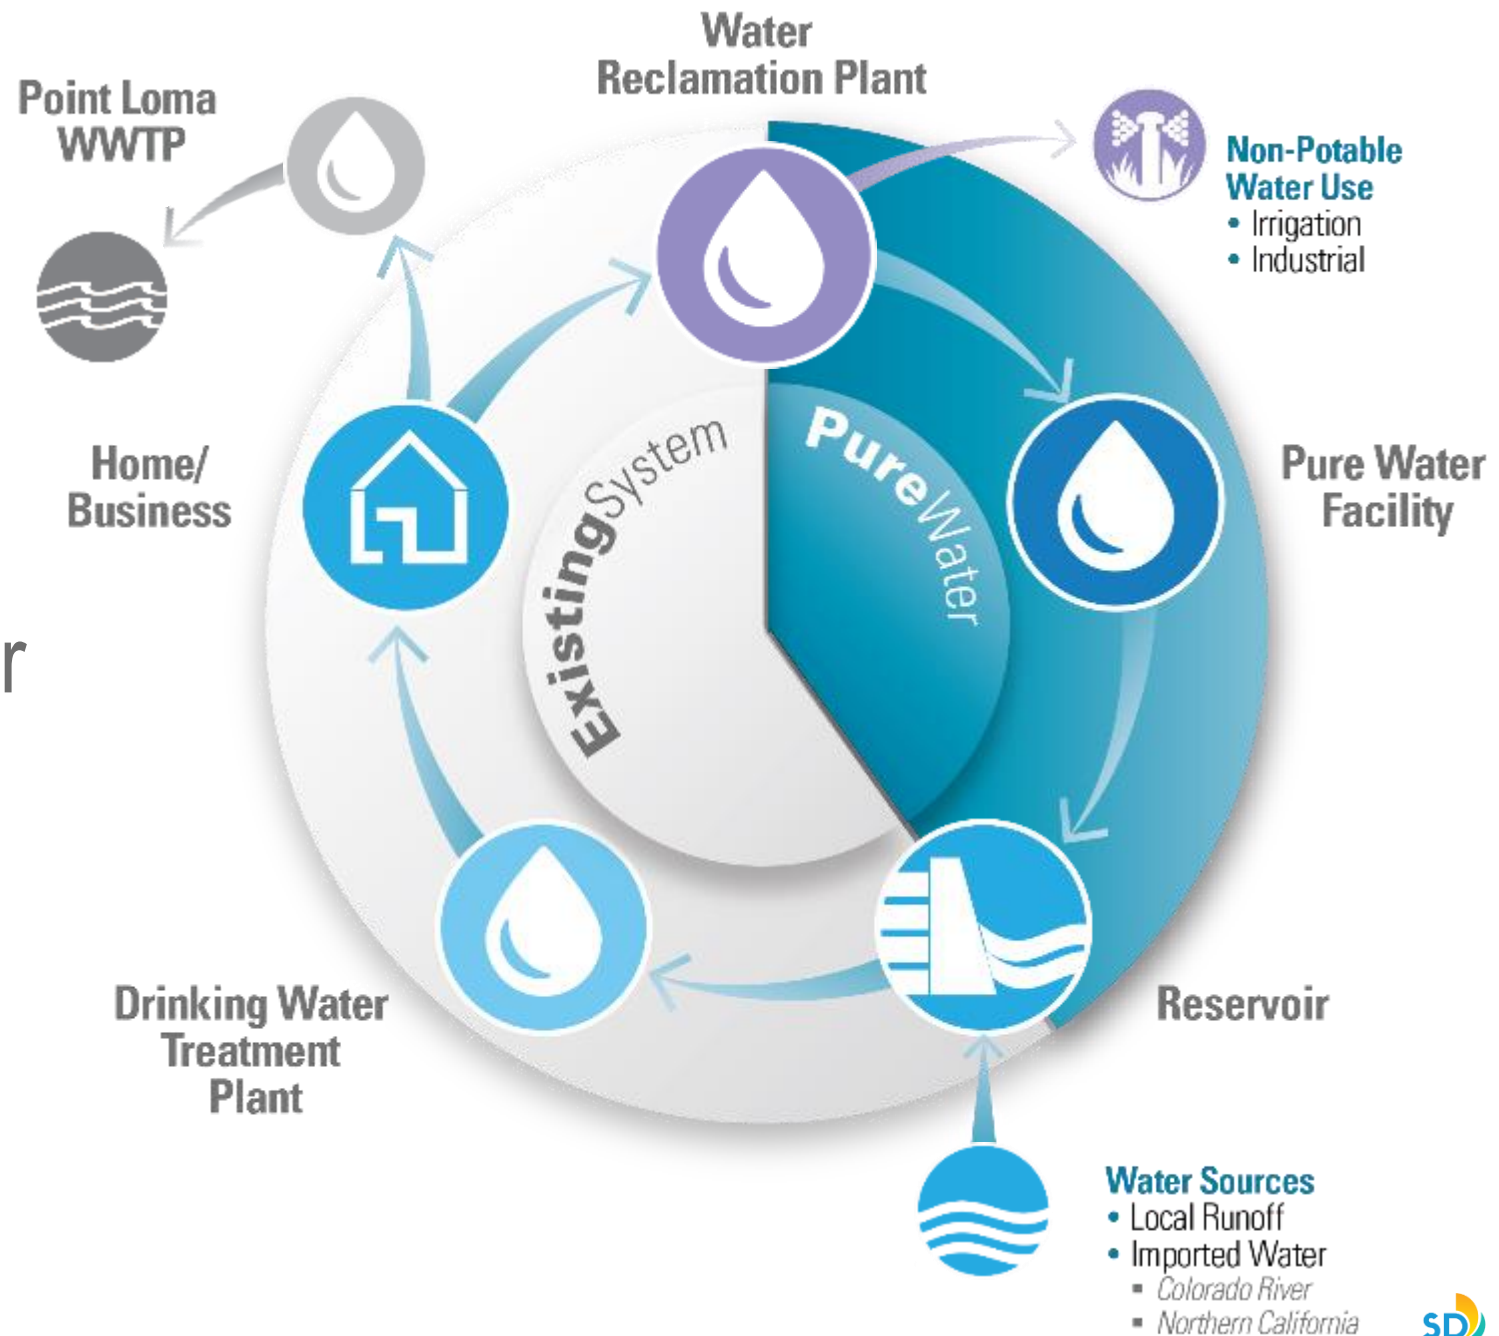 Water
Reclamation Plant
Point Loma
WWTP
Non-Potable
Water Use
• Irrigation
• Industrial
Home/
Business
ExistingSystem
PureWater
Pure Water
Facility
r
Drinking Water
Treatment
Plant
Reservoir
Water Sources
• Local Runoff
• Imported Water
▪ Colorado River
▪ Northern California
SD